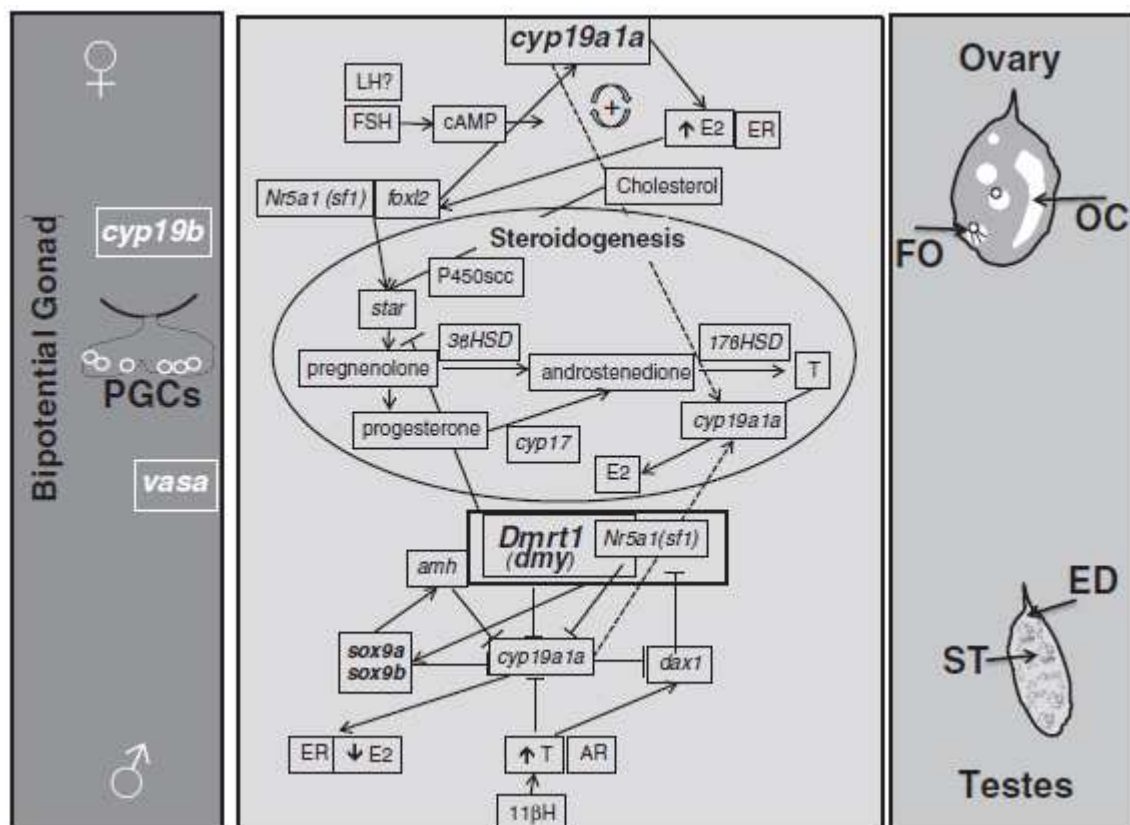 ♀
Bipotential Gonad
cyp19b
PGCs
vasa
♂
cyp19a1a
LH?
FSH
cAMP
+
↑ E2
ER
Nr5a1 (sf1)
foxl2
Cholesterol
Steroidogenesis
P450scc
star
3ϐHSD
17ϐHSD
pregnenolone
androstenedione
T
progesterone
cyp17
cyp19a1a
E2
Dmrt1
(dmy)
Nr5a1(sf1)
amh
sox9a
sox9b
cyp19a1a
dax1
ER
↓ E2
↑ T
AR
11βH
Ovary
OC
FO
ED
ST
Testes